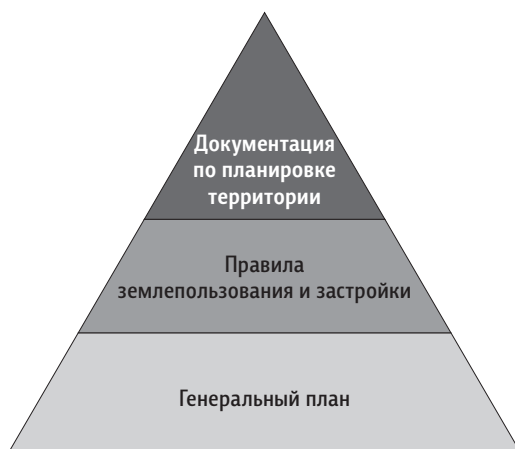 Документация
по планировке
территории
Правила
землепользования и застройки
Генеральный план